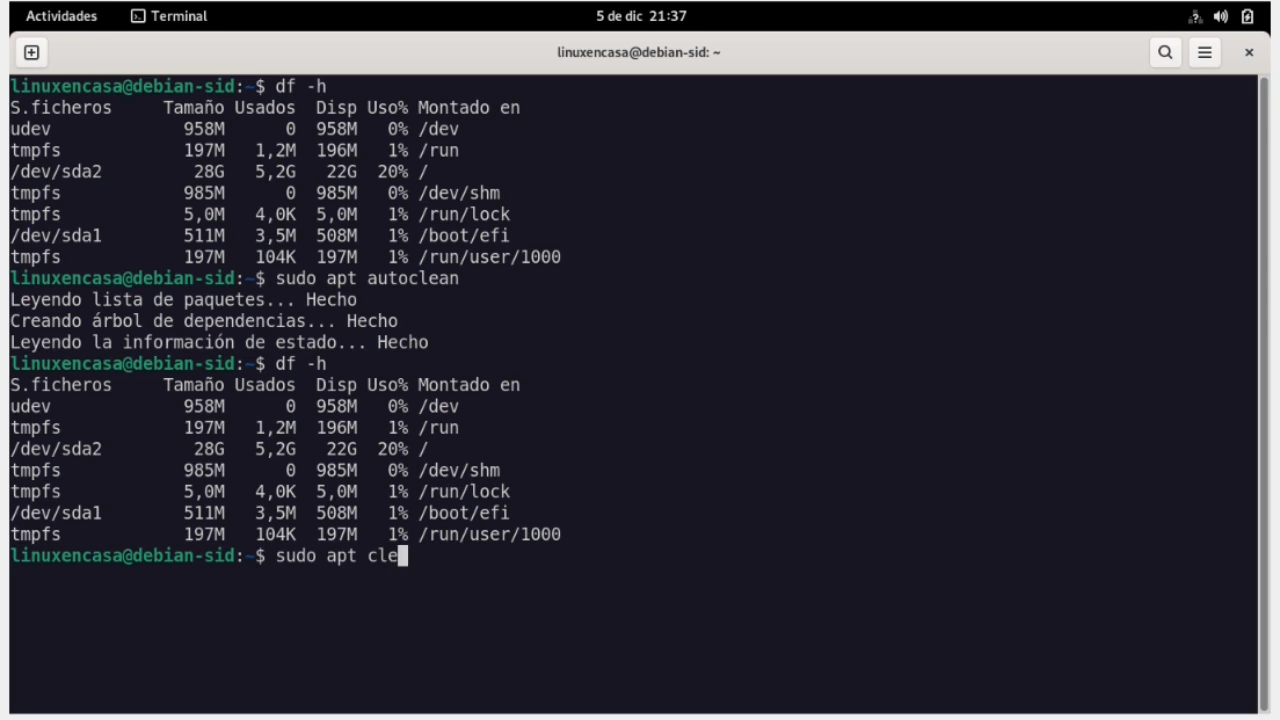 Actividades Terminal 5 de dic 21:37
linuxencasa@debian-sid: ~
linuxencasa@debian-sid:~$ df -h
S.ficheros Tamaño Usados Disp Uso% Montado en
udev 958M 0 958M 0% /dev
tmpfs 197M 1,2M 196M 1% /run
/dev/sda2 28G 5,2G 22G 20% /
tmpfs 985M 0 985M 0% /dev/shm
tmpfs 5,0M 4,0K 5,0M 1% /run/lock
/dev/sda1 511M 3,5M 508M 1% /boot/efi
tmpfs 197M 104K 197M 1% /run/user/1000
linuxencasa@debian-sid:~$ sudo apt autoclean
Leyendo lista de paquetes... Hecho
Creando árbol de dependencias... Hecho
Leyendo la información de estado... Hecho
linuxencasa@debian-sid:~$ df -h
S.ficheros Tamaño Usados Disp Uso% Montado en
udev 958M 0 958M 0% /dev
tmpfs 197M 1,2M 196M 1% /run
/dev/sda2 28G 5,2G 22G 20% /
tmpfs 985M 0 985M 0% /dev/shm
tmpfs 5,0M 4,0K 5,0M 1% /run/lock
/dev/sda1 511M 3,5M 508M 1% /boot/efi
tmpfs 197M 104K 197M 1% /run/user/1000
linuxencasa@debian-sid:~$ sudo apt cle